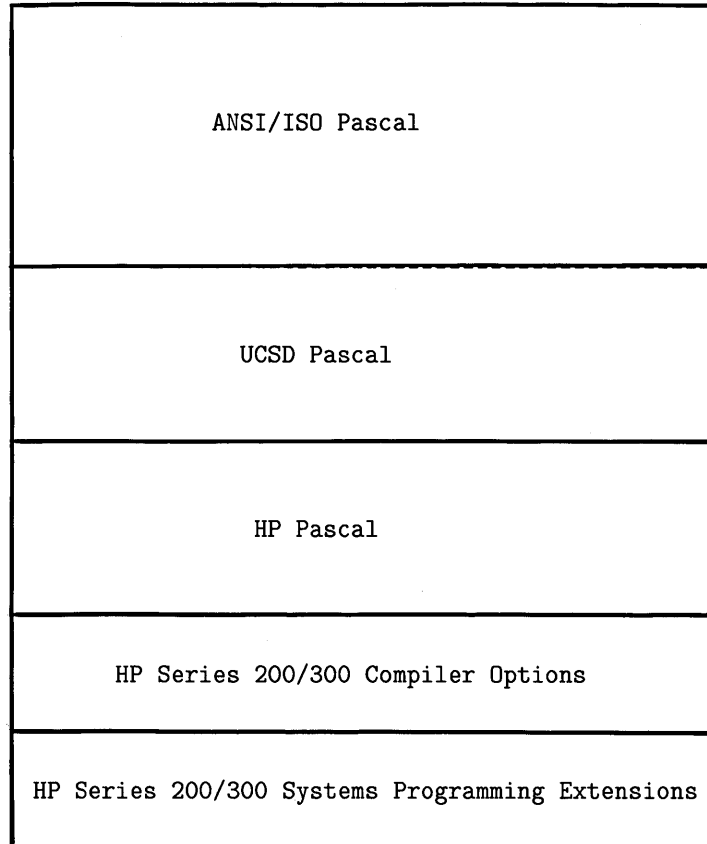 ANSI/ISO Pascal
UCSD Pascal
HP Pascal
HP Series 200/300 Compiler Options
HP Series 200/300 Systems Programming Extensions